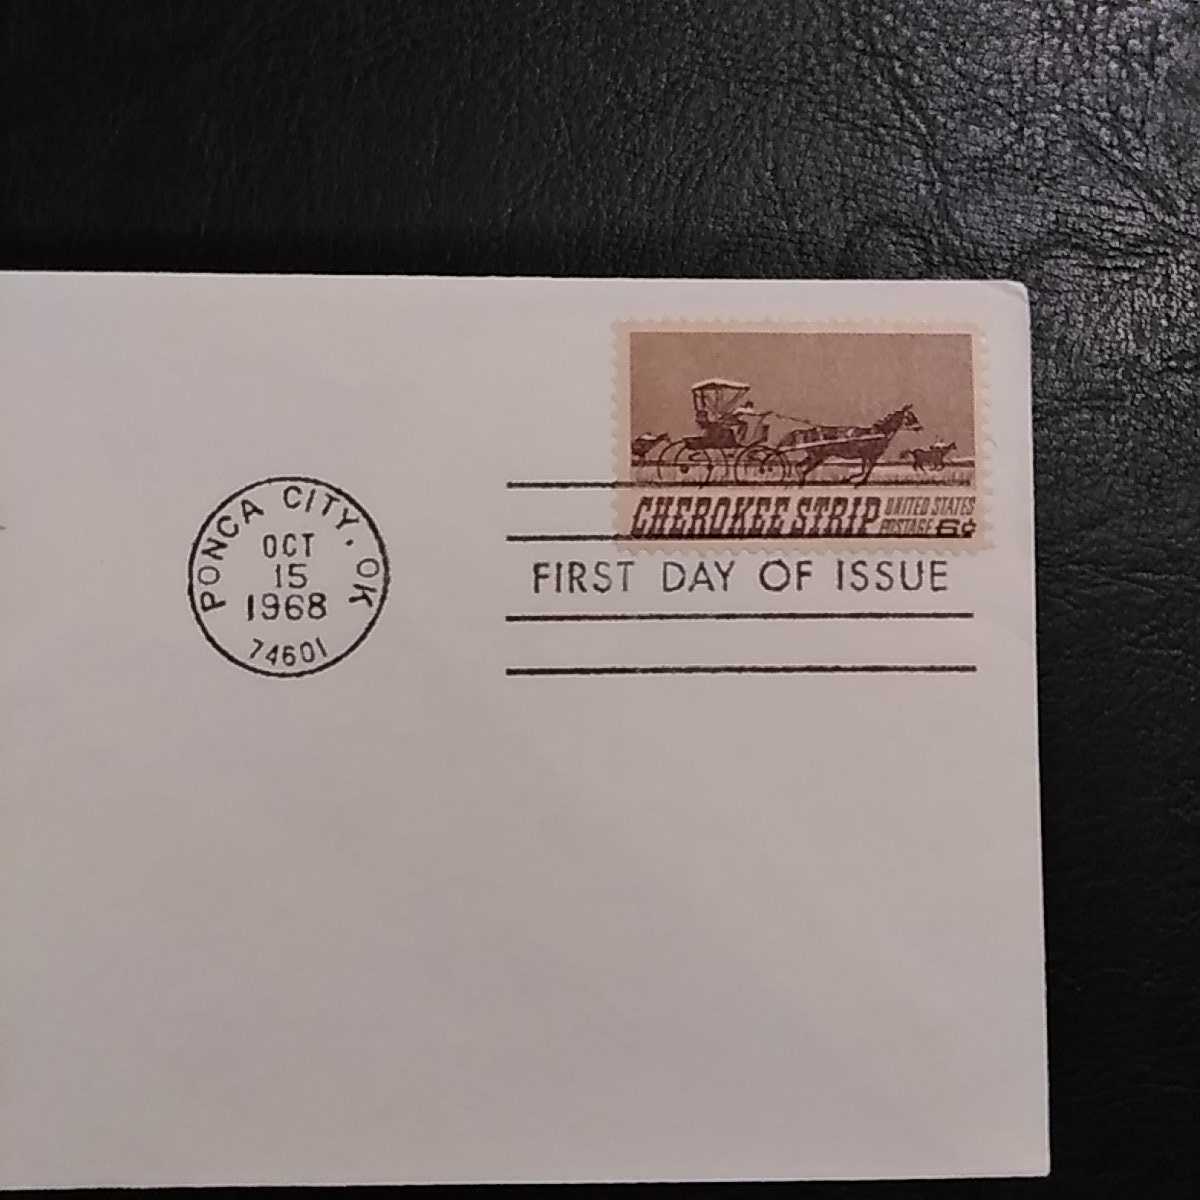 CHEROKEE STRIP UNITED STATES
POSTAGE 6¢
PONCA CITY, OK
OCT
15
1968
74601
FIRST DAY OF ISSUE